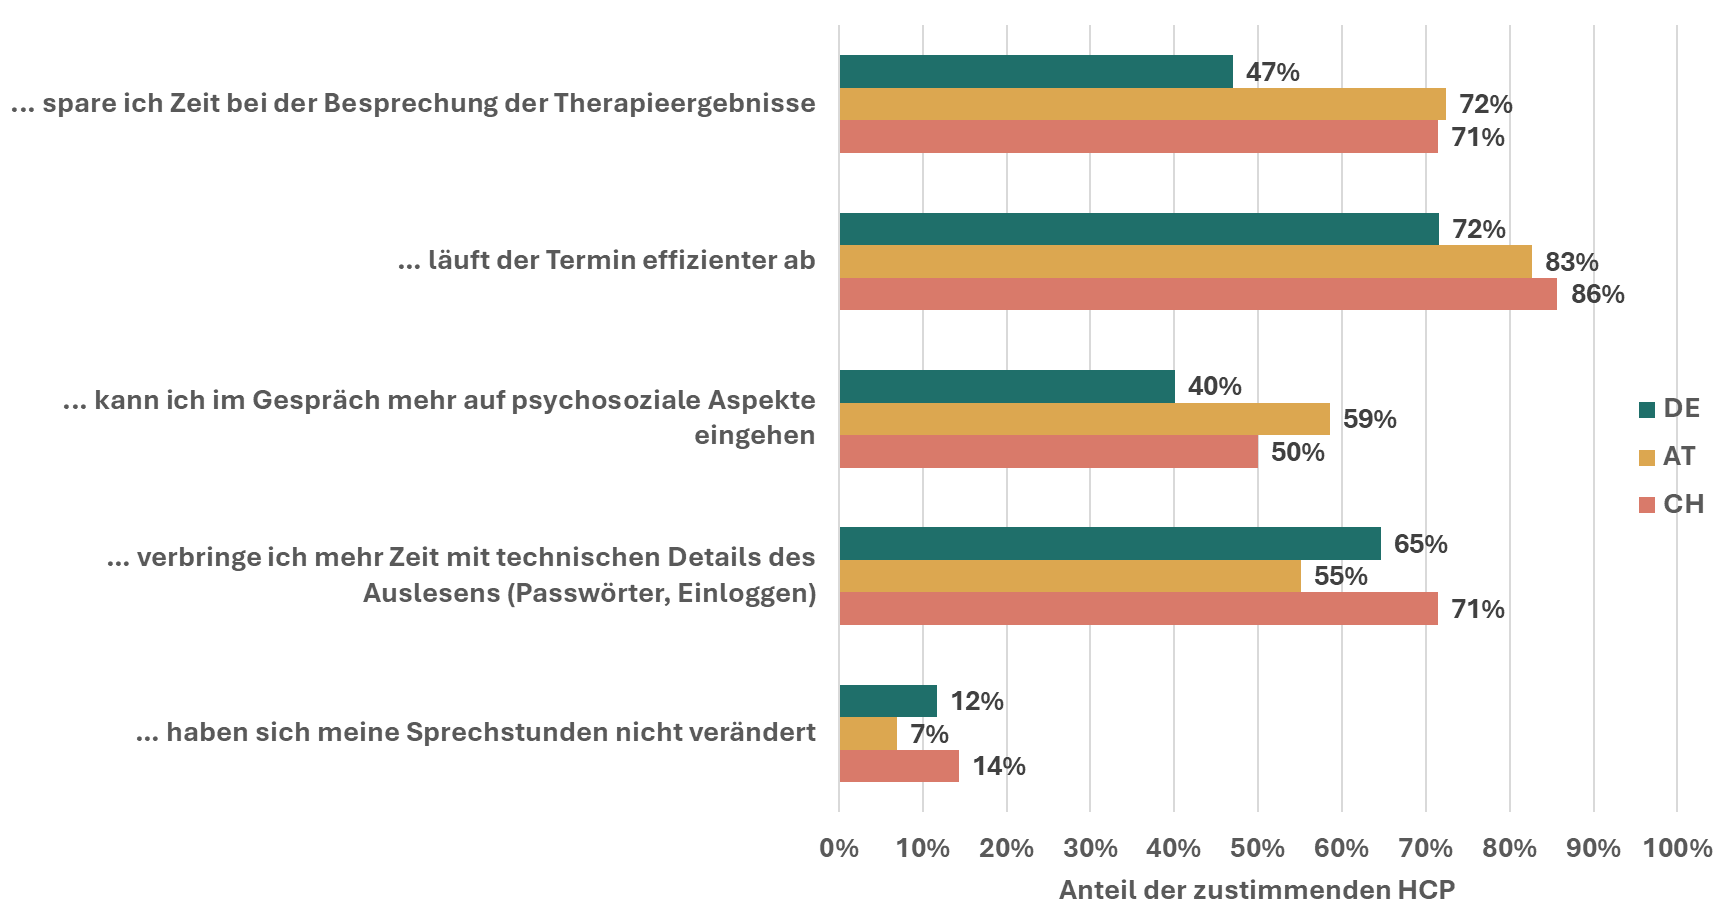 ... spare ich Zeit bei der Besprechung der Therapieergebnisse
47%
72%
71%
... läuft der Termin effizienter ab
72%
83%
86%
... kann ich im Gespräch mehr auf psychosoziale Aspekte
eingehen
40%
59%
50%
... verbringe ich mehr Zeit mit technischen Details des
Auslesens (Passwörter, Einloggen)
65%
55%
71%
... haben sich meine Sprechstunden nicht verändert
12%
7%
14%
DE
AT
CH
0% 10% 20% 30% 40% 50% 60% 70% 80% 90% 100%
Anteil der zustimmenden HCP